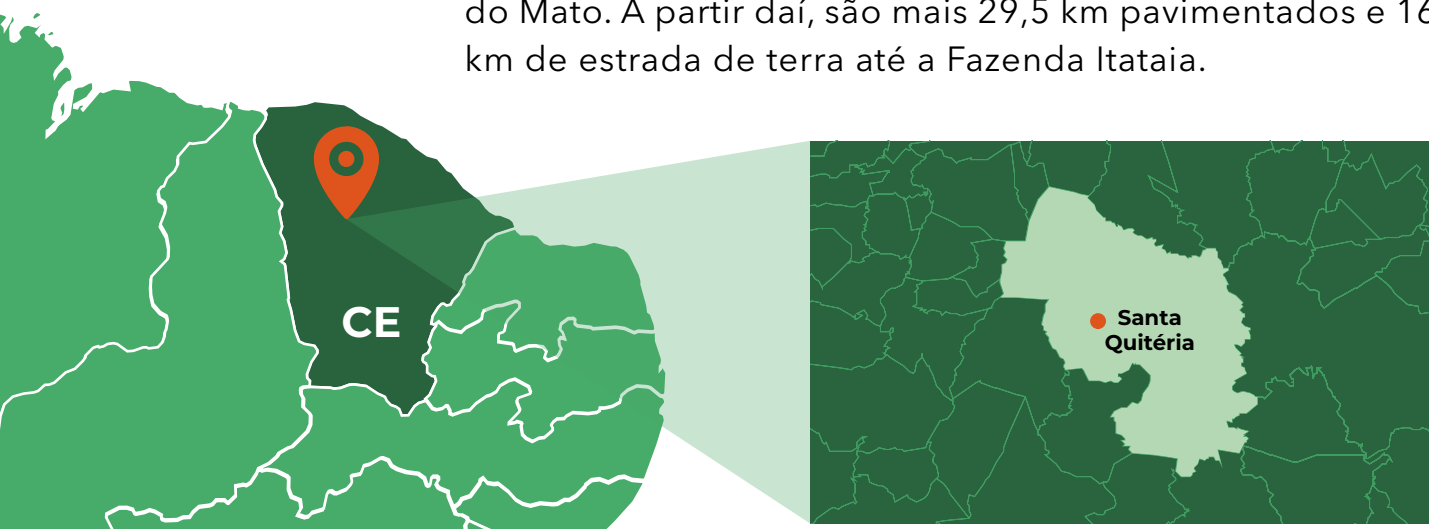 do Mato. A partir daí, são mais 29,5 km pavimentados e 16
km de estrada de terra até a Fazenda Itataia.
CE
Santa
Quitéria